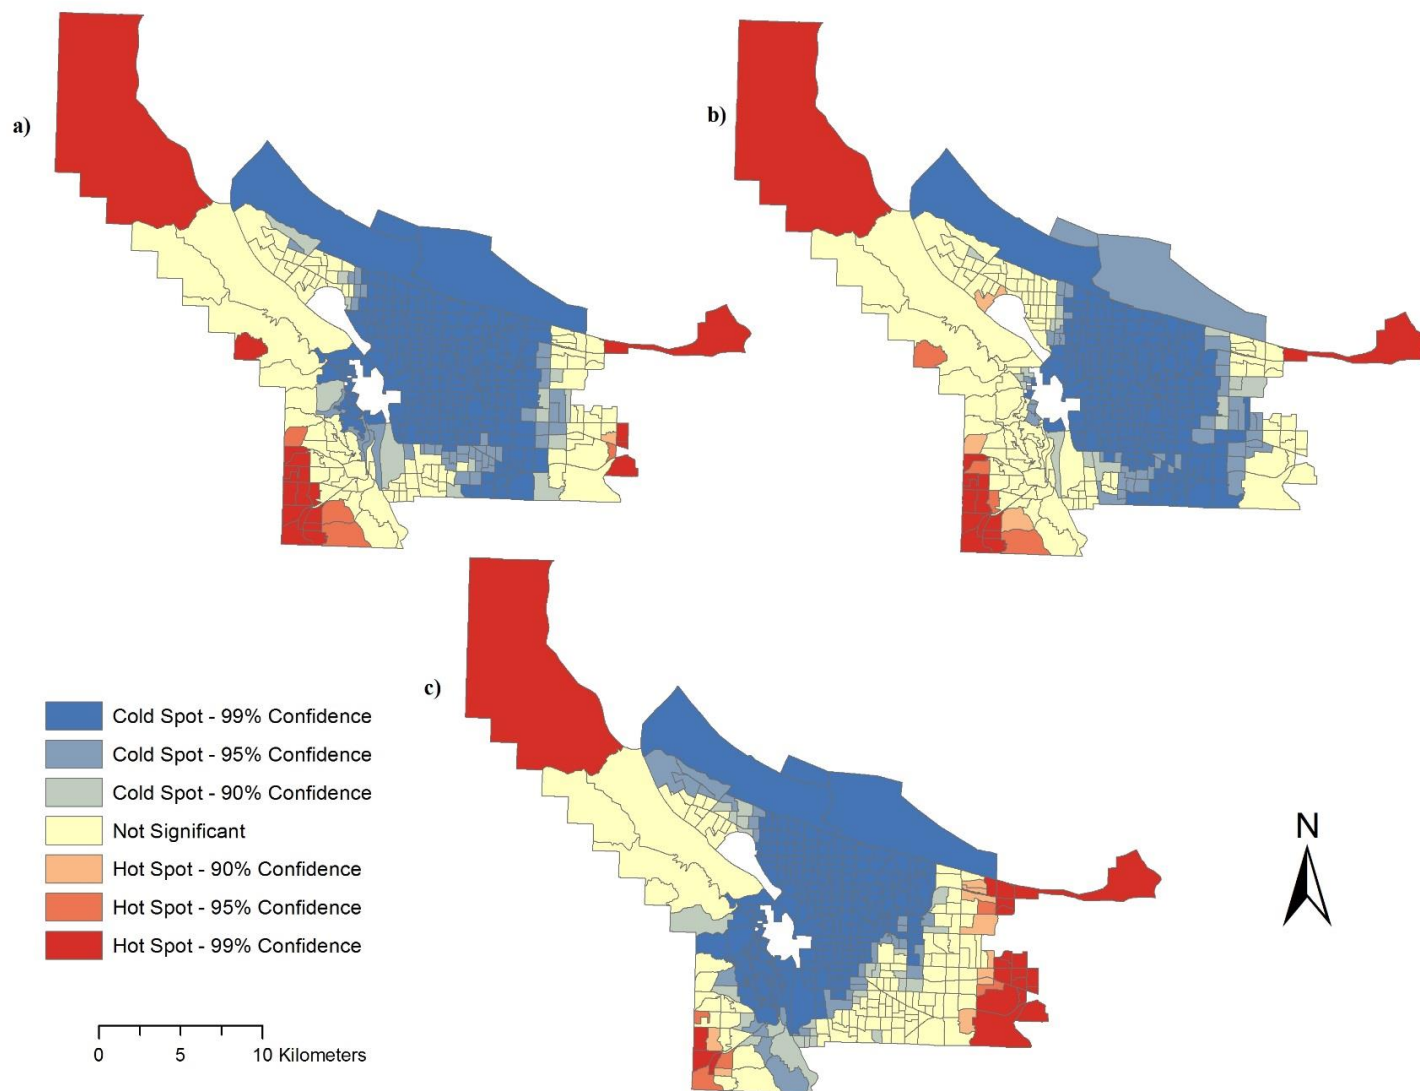 a)
b)
c)
Cold Spot - 99% Confidence
Cold Spot - 95% Confidence
Cold Spot - 90% Confidence
Not Significant
Hot Spot - 90% Confidence
Hot Spot - 95% Confidence
Hot Spot - 99% Confidence
N
0 5 10 Kilometers